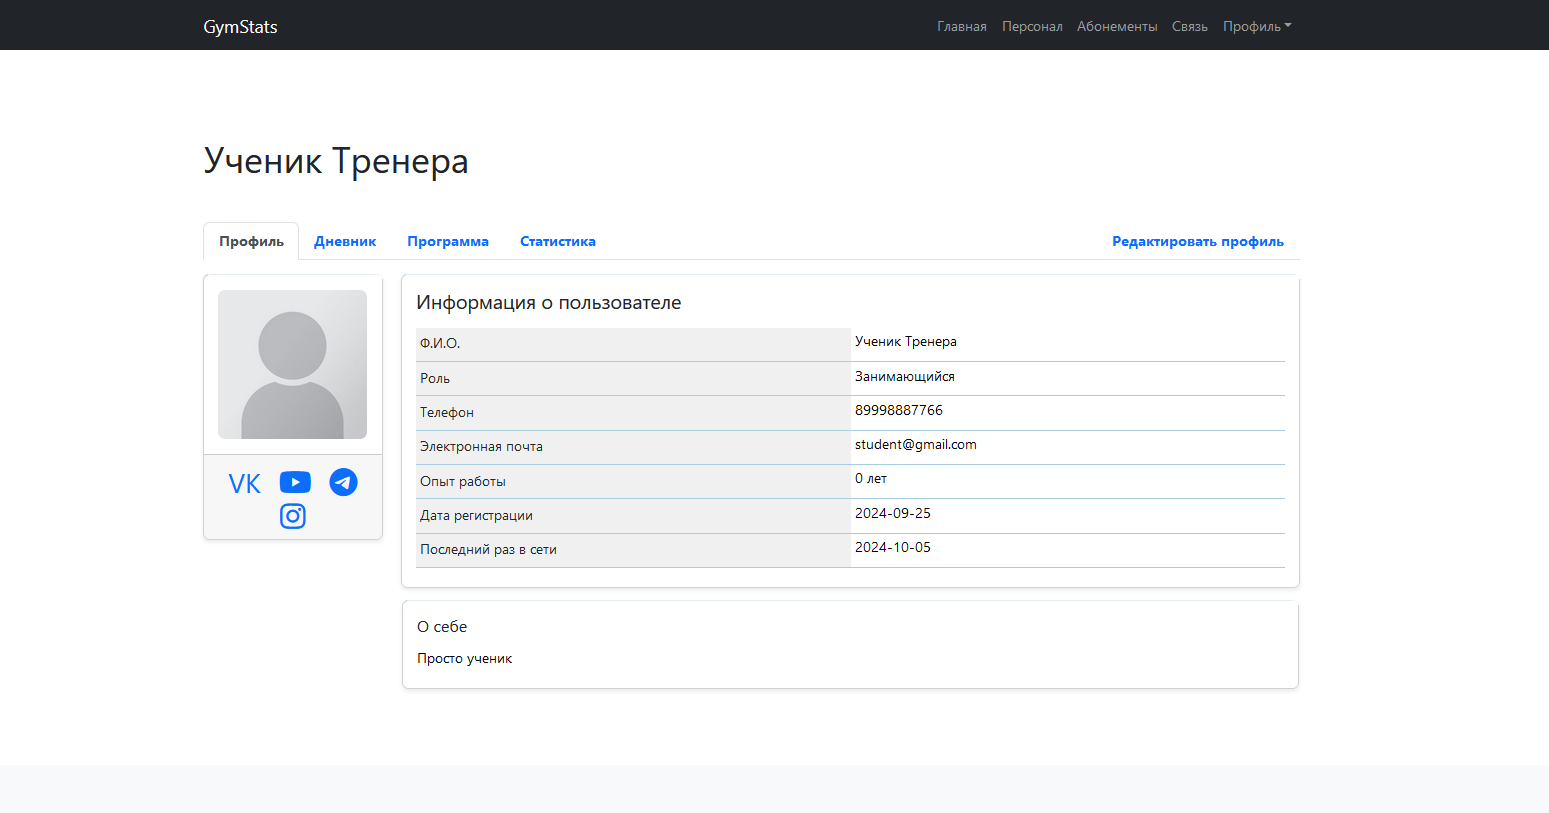 GymStats Главная Персонал Абонементы Связь Профиль
Ученик Тренера
Профиль Дневник Программа Статистика Редактировать профиль
Информация о пользователе
Ф.И.О. Ученик Тренера
Роль Занимающийся
Телефон 89998887766
Электронная почта student@gmail.com
Опыт работы 0 лет
Дата регистрации 2024-09-25
Последний раз в сети 2024-10-05
VK
О себе
Просто ученик